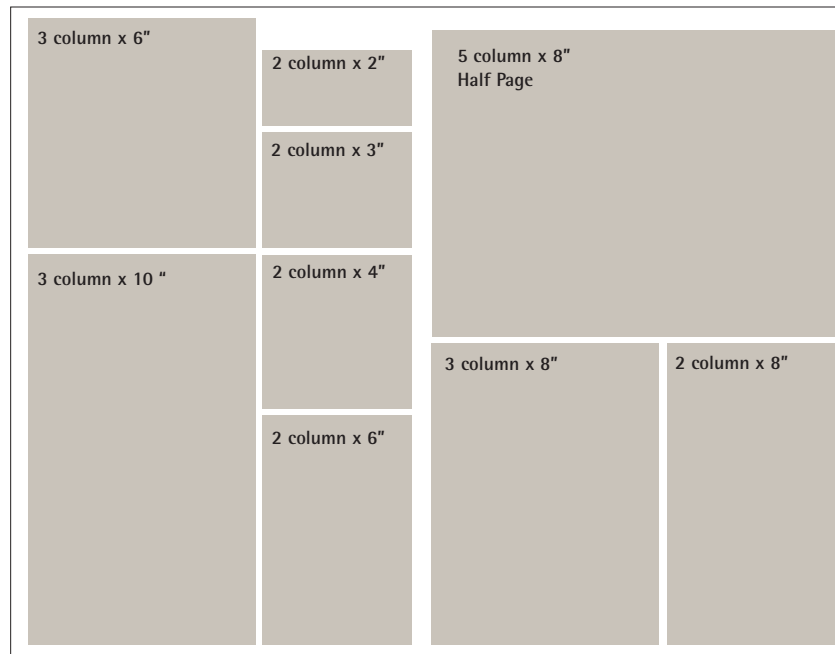 3 column x 6”
2 column x 2”
2 column x 3”
3 column x 10 “
2 column x 4”
2 column x 6”
5 column x 8”
Half Page
3 column x 8”
2 column x 8”